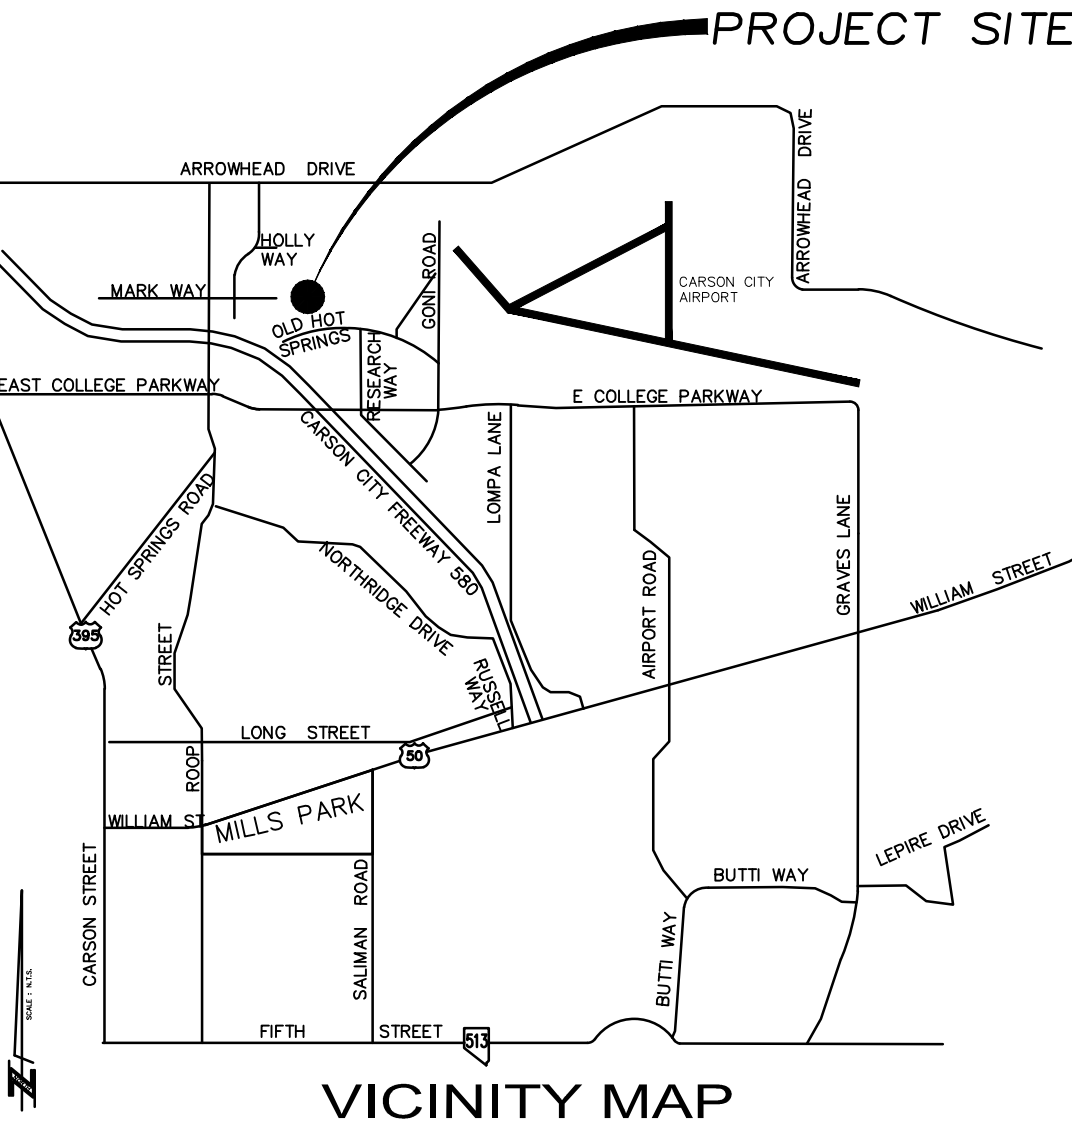 PROJECT SITE
ARROWHEAD DRIVE
ARROWHEAD DRIVE
HOLLY
WAY
GONI ROAD
MARK WAY
CARSON CITY
AIRPORT
OLD HOT
SPRINGS
RESEARCH
WAY
EAST COLLEGE PARKWAY
E COLLEGE PARKWAY
CARSON CITY FREEWAY 580
LOMPA LANE
HOT SPRINGS ROAD
GRAVES LANE
NORTHRIDGE DRIVE
AIRPORT ROAD
WILLIAM STREET
395
ROOP STREET
RUSSELL
WAY
LONG STREET
50
MILLS PARK
WILLIAM ST
LEPIRE DRIVE
CARSON STREET
SALIMAN ROAD
BUTTI WAY
BUTTI WAY
SCALE : N.T.S.
FIFTH STREET
513
VICINITY MAP